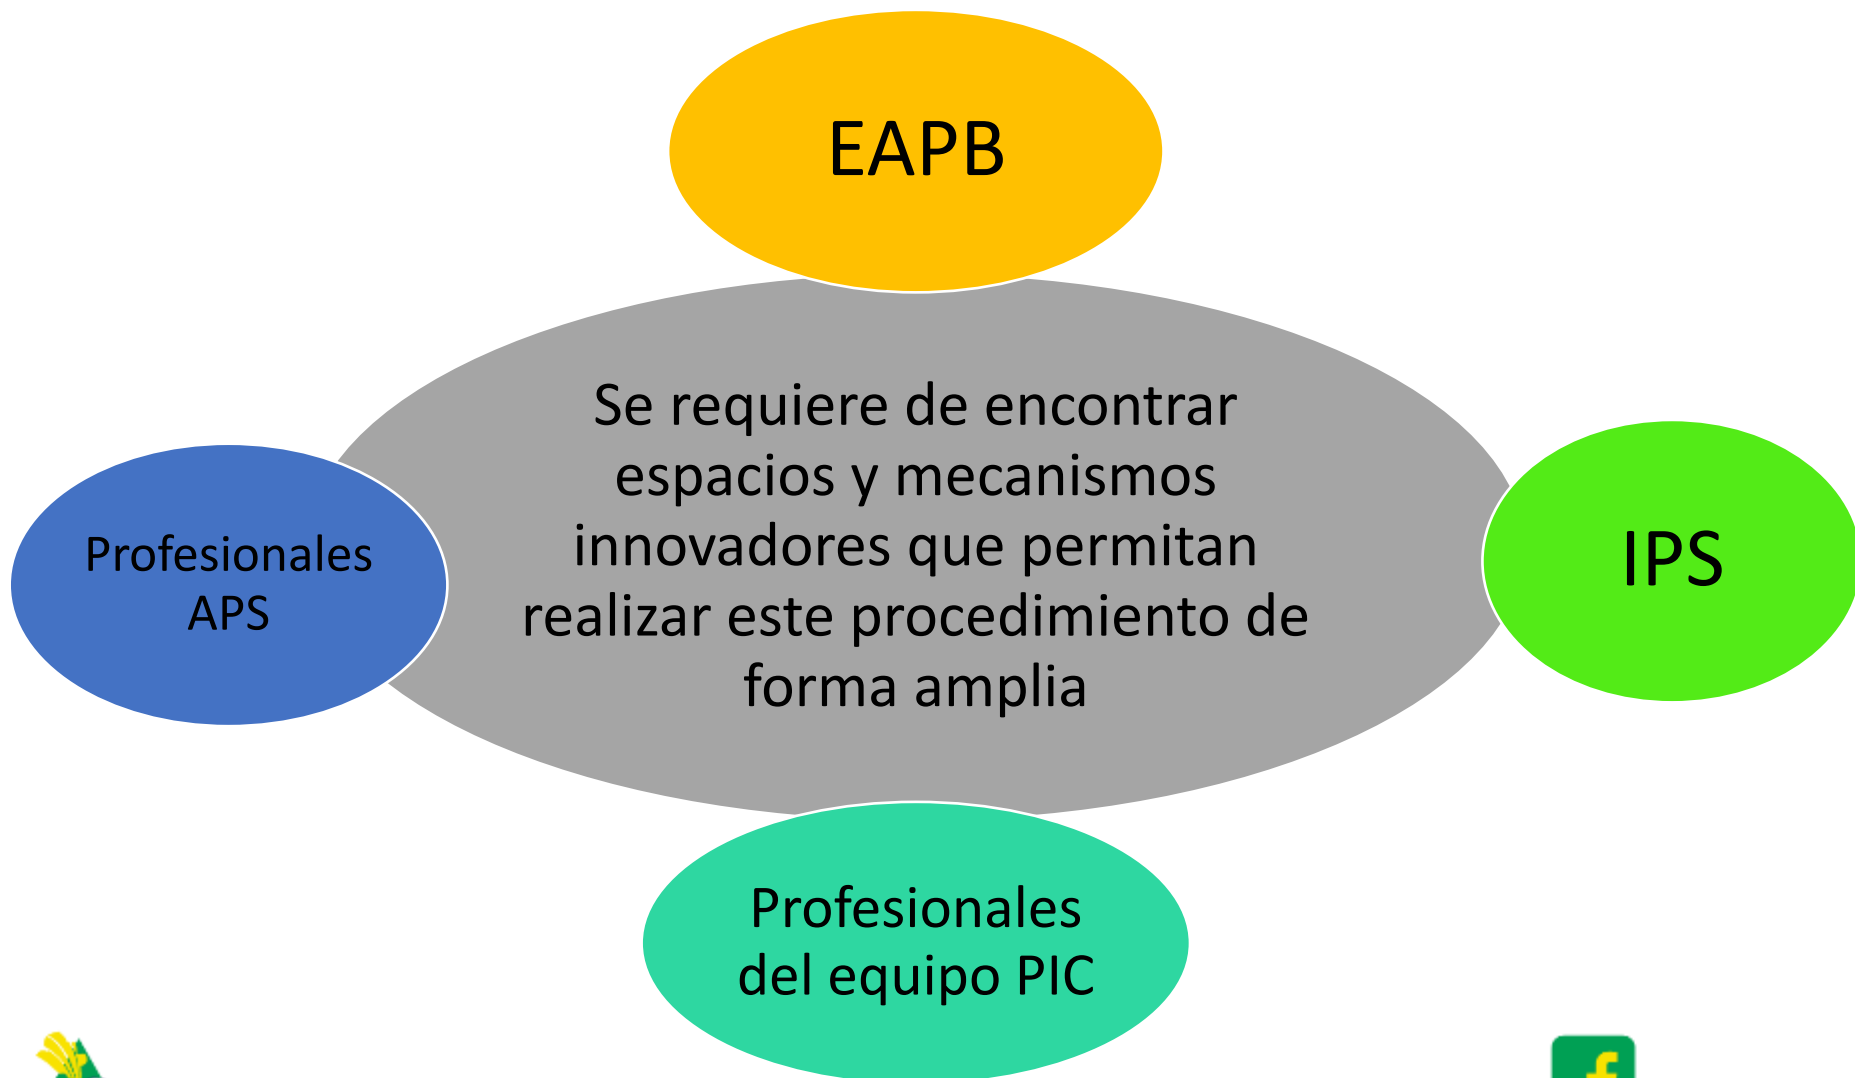 EAPB
Se requiere de encontrar
espacios y mecanismos
innovadores que permitan
realizar este procedimiento de
forma amplia
Profesionales
APS
IPS
Profesionales
del equipo PIC